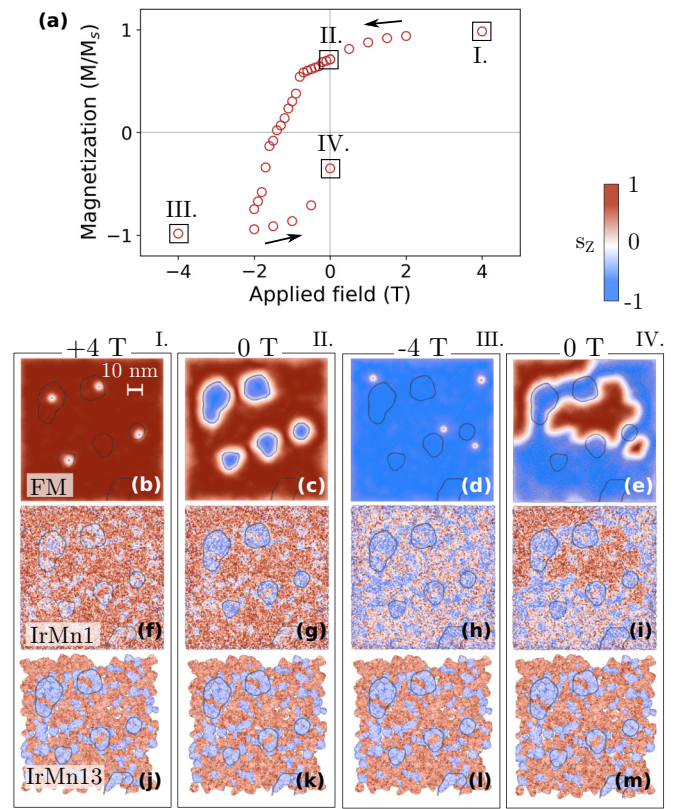 (a)
Magnetization (M/Ms)
1
0
−1
II.
I.
IV.
III.
−4
−2
0
2
4
Applied field (T)
sZ
1
0
-1
+4 T
I.
0 T
II.
-4 T
III.
0 T
IV.
10 nm
FM
(b)
(c)
(d)
(e)
IrMn1
(f)
(g)
(h)
(i)
IrMn13
(j)
(k)
(l)
(m)